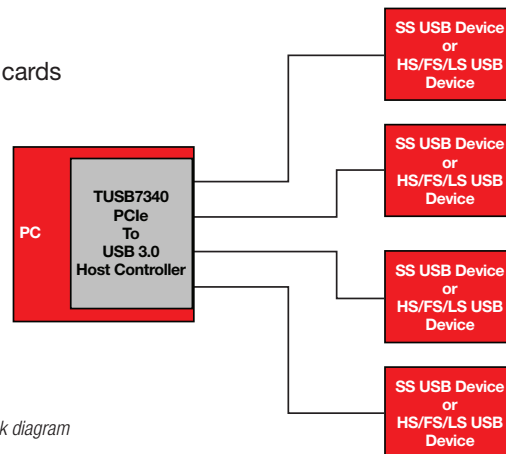 cards
SS USB Device
or
HS/FS/LS USB
Device
SS USB Device
or
HS/FS/LS USB
Device
PC
TUSB7340
PCIe
To
USB 3.0
Host Controller
SS USB Device
or
HS/FS/LS USB
Device
SS USB Device
or
HS/FS/LS USB
Device
k diagram